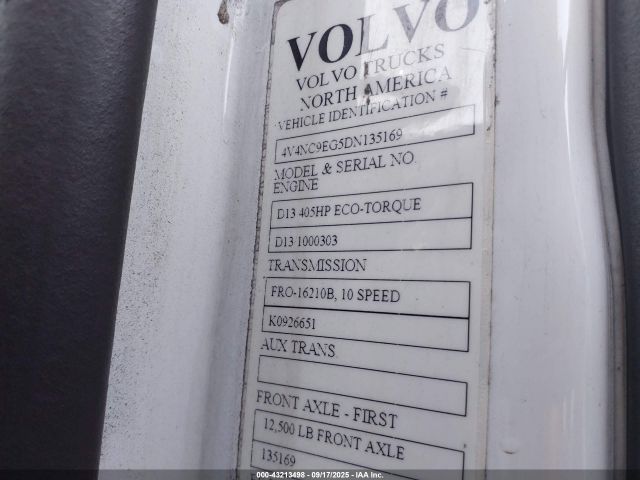 VOLVO
VOLVO TRUCKS
NORTH AMERICA
VEHICLE IDENTIFICATION #
4V4NC9EG5DN135169
MODEL & SERIAL NO.
ENGINE
D13 405HP ECO-TORQUE
D13 1000303
TRANSMISSION
FRO-16210B, 10 SPEED
K0926651
AUX TRANS
FRONT AXLE - FIRST
12,500 LB FRONT AXLE
135169
000-43213498 - 09/17/2025 - IAA Inc.